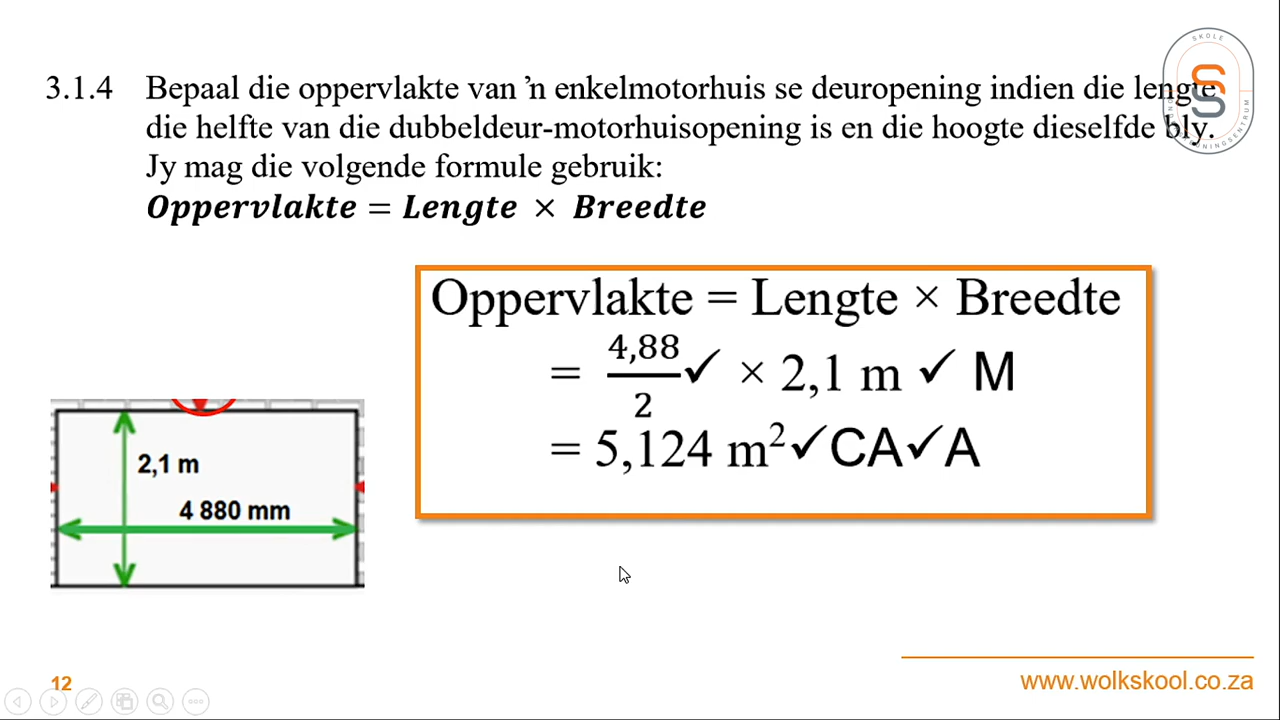 3.1.4 Bepaal die oppervlakte van ŉ enkelmotorhuis se deuropening indien die lengte
die helfte van die dubbeldeur-motorhuisopening is en die hoogte dieselfde bly.
Jy mag die volgende formule gebruik:
Oppervlakte = Lengte × Breedte
Oppervlakte = Lengte × Breedte
= 4,88/2 ✓ × 2,1 m ✓ M
= 5,124 m² ✓CA✓A
2,1 m
4 880 mm
SKOLE
12
www.wolkskool.co.za